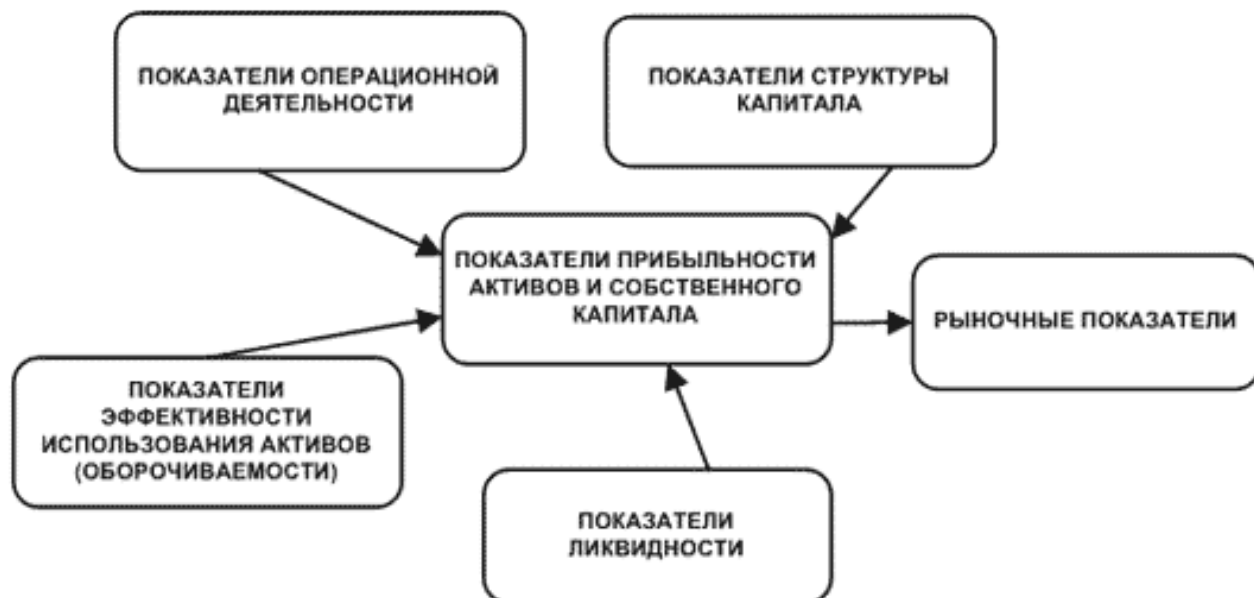 ПОКАЗАТЕЛИ ОПЕРАЦИОННОЙ
ДЕЯТЕЛЬНОСТИ
ПОКАЗАТЕЛИ СТРУКТУРЫ
КАПИТАЛА
ПОКАЗАТЕЛИ ПРИБЫЛЬНОСТИ
АКТИВОВ И СОБСТВЕННОГО
КАПИТАЛА
РЫНОЧНЫЕ ПОКАЗАТЕЛИ
ПОКАЗАТЕЛИ
ЭФФЕКТИВНОСТИ
ИСПОЛЬЗОВАНИЯ АКТИВОВ
(ОБОРОЧИВАЕМОСТИ)
ПОКАЗАТЕЛИ
ЛИКВИДНОСТИ